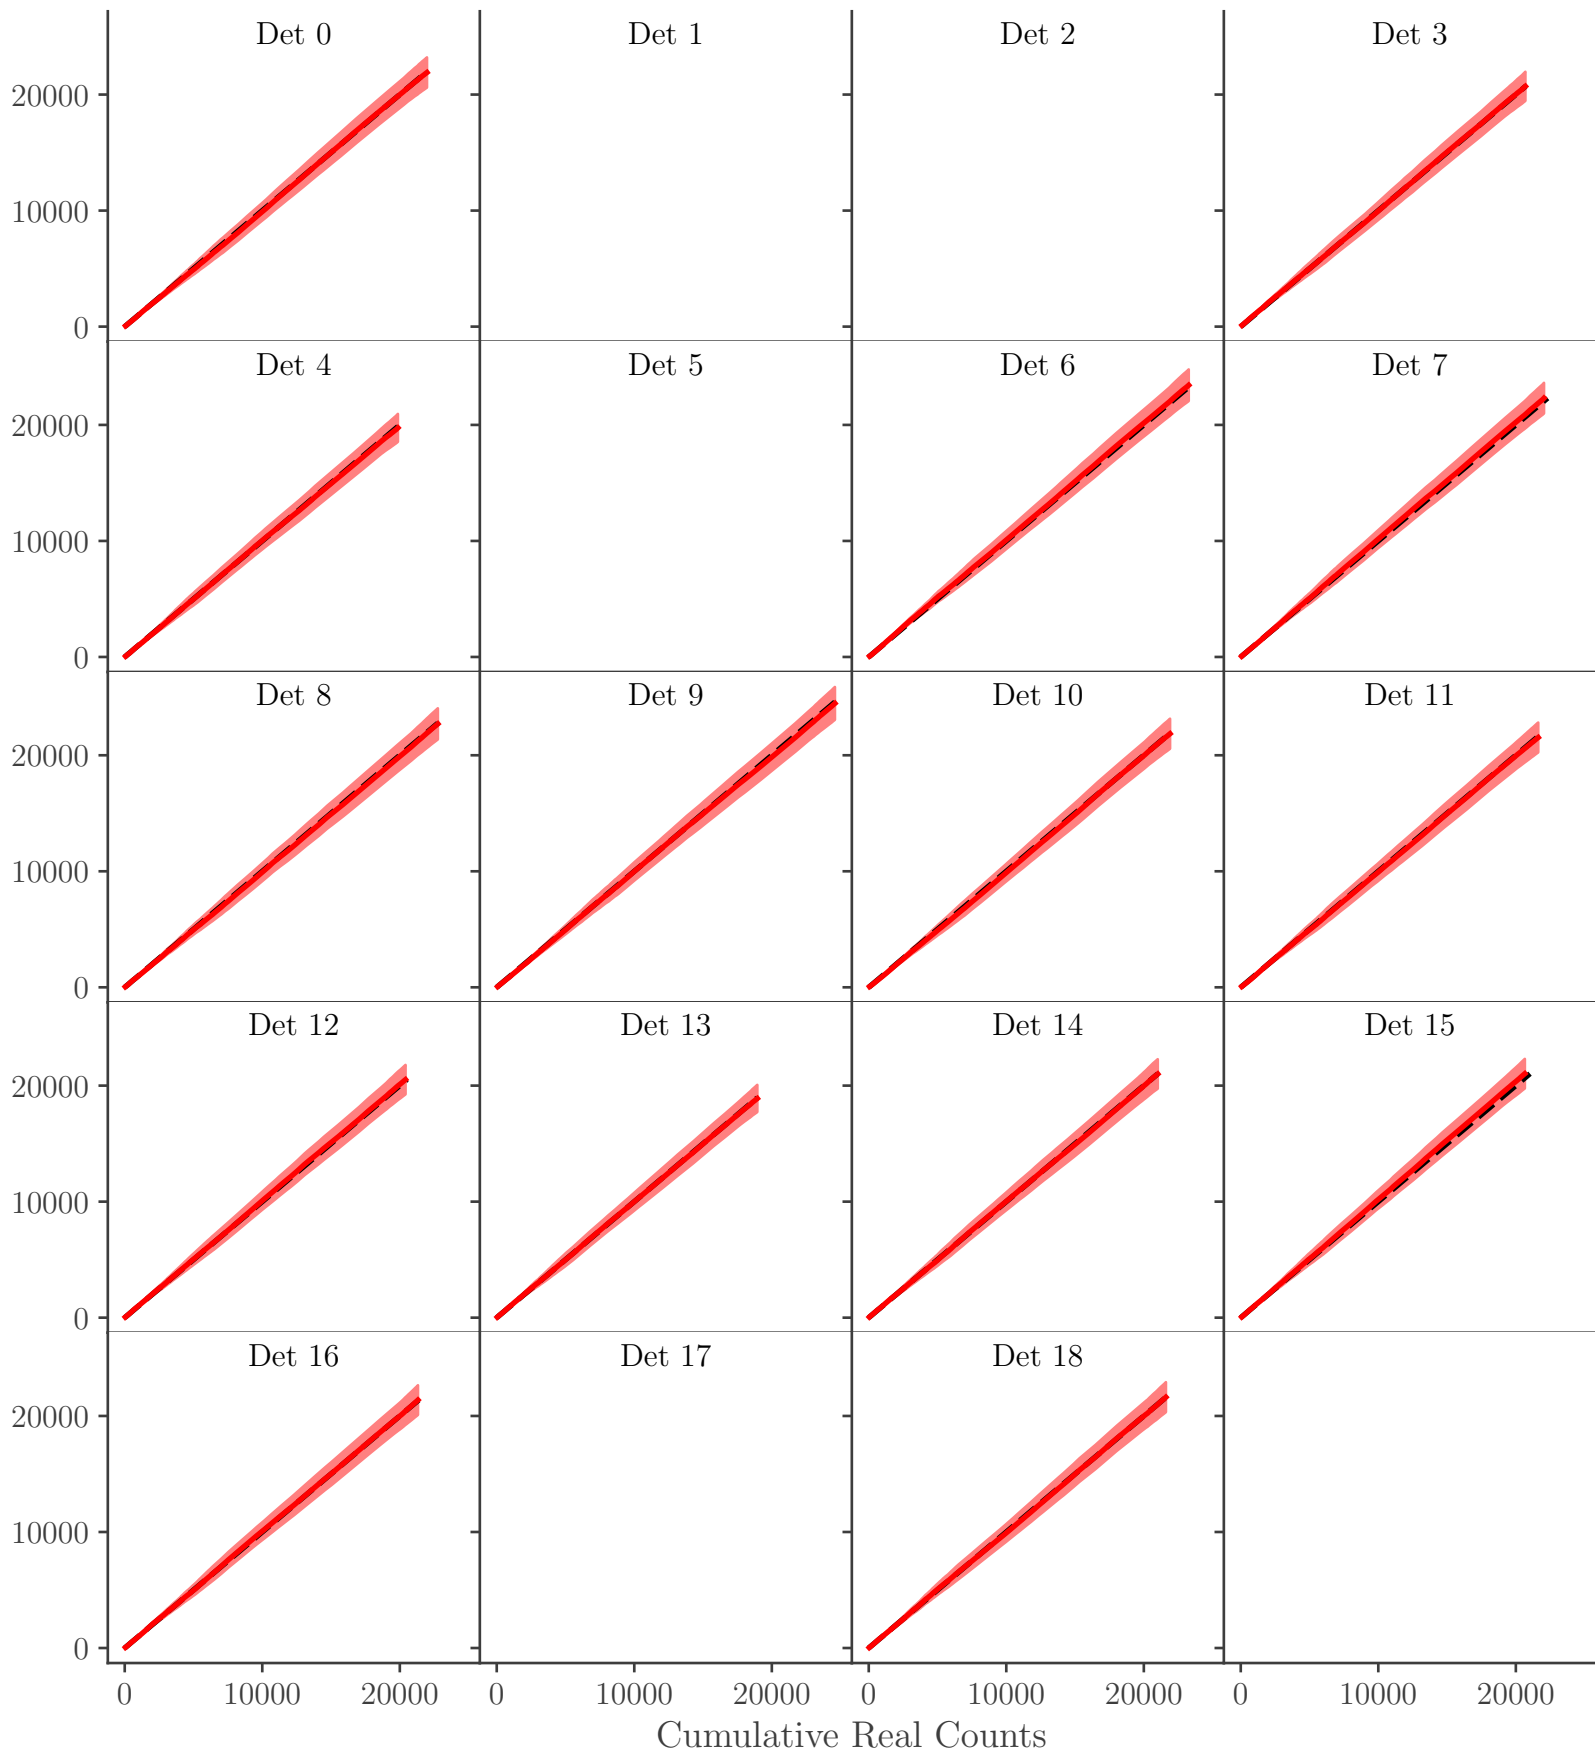 Det 0 Det 1 Det 2 Det 3
20000
10000
0
Det 4 Det 5 Det 6 Det 7
20000
10000
0
Det 8 Det 9 Det 10 Det 11
20000
10000
0
Det 12 Det 13 Det 14 Det 15
20000
10000
0
Det 16 Det 17 Det 18
20000
10000
0
0 10000 20000 0 10000 20000 0 10000 20000 0 10000 20000
Cumulative Real Counts